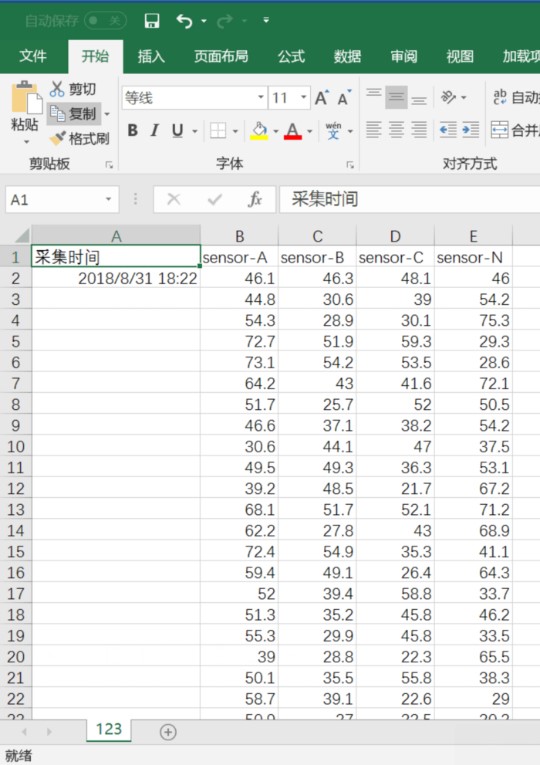 自动保存 关
文件 开始 插入 页面布局 公式 数据 审阅 视图 加载项
粘贴 剪切
复制
格式刷
等线 11 A A
B I U A wén
ab 自动
合并
剪贴板 字体 对齐方式
A1 fx 采集时间
A B C D E
1 采集时间 sensor-A sensor-B sensor-C sensor-N
2 2018/8/31 18:22 46.1 46.3 48.1 46
3 44.8 30.6 39 54.2
4 54.3 28.9 30.1 75.3
5 72.7 51.9 59.3 29.3
6 73.1 54.2 53.5 28.6
7 64.2 43 41.6 72.1
8 51.7 25.7 52 50.5
9 46.6 37.1 38.2 54.2
10 30.6 44.1 47 37.5
11 49.5 49.3 36.3 53.1
12 39.2 48.5 21.7 67.2
13 68.1 51.7 52.1 71.2
14 62.2 27.8 43 68.9
15 72.4 54.9 35.3 41.1
16 59.4 49.1 26.4 64.3
17 52 39.4 58.8 33.7
18 51.3 35.2 45.8 46.2
19 55.3 29.9 45.8 33.5
20 39 28.8 22.3 65.5
21 50.1 35.5 55.8 38.3
22 58.7 39.1 22.6 29
123
就绪